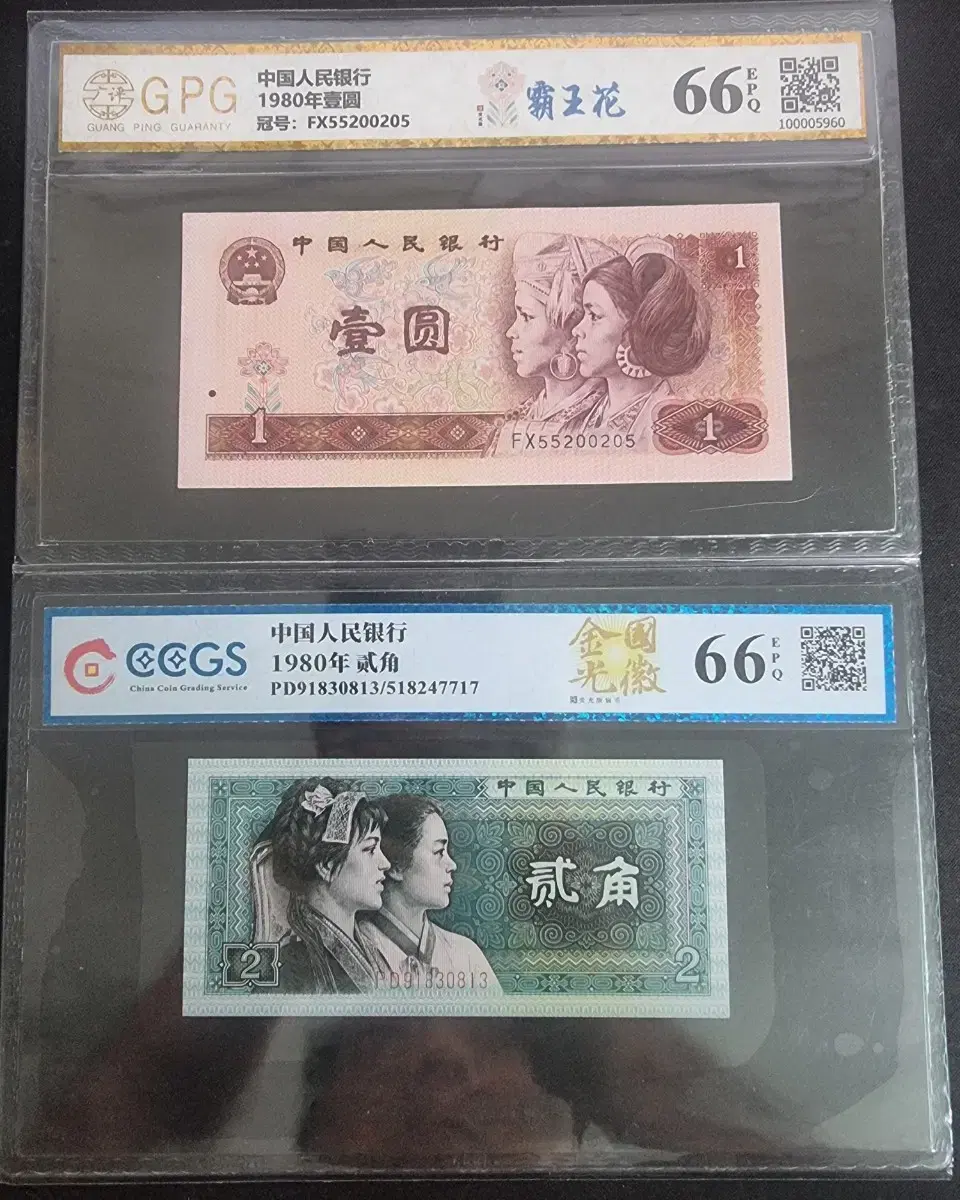 GPG
GUANG PING GUARANTY
中国人民银行
1980年壹圆
冠号：FX55200205
霸王花
66 EPQ
100005960
中国人民银行
壹圆
1
1
FX55200205
1
CCGS
China Coin Grading Service
中国人民银行
1980年 贰角
PD91830813/518247717
金光
國徽
66 EPQ
中国人民银行
贰角
2
PD91830813
2